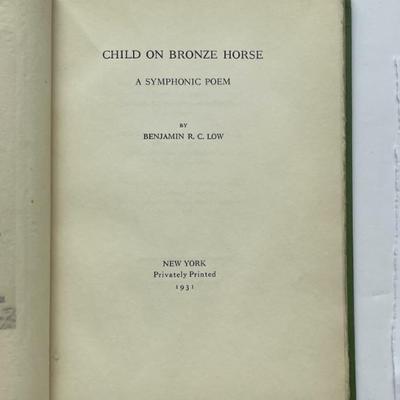 CHILD ON BRONZE HORSE
A SYMPHONIC POEM
BY
BENJAMIN R. C. LOW
NEW YORK
Privately Printed
1931